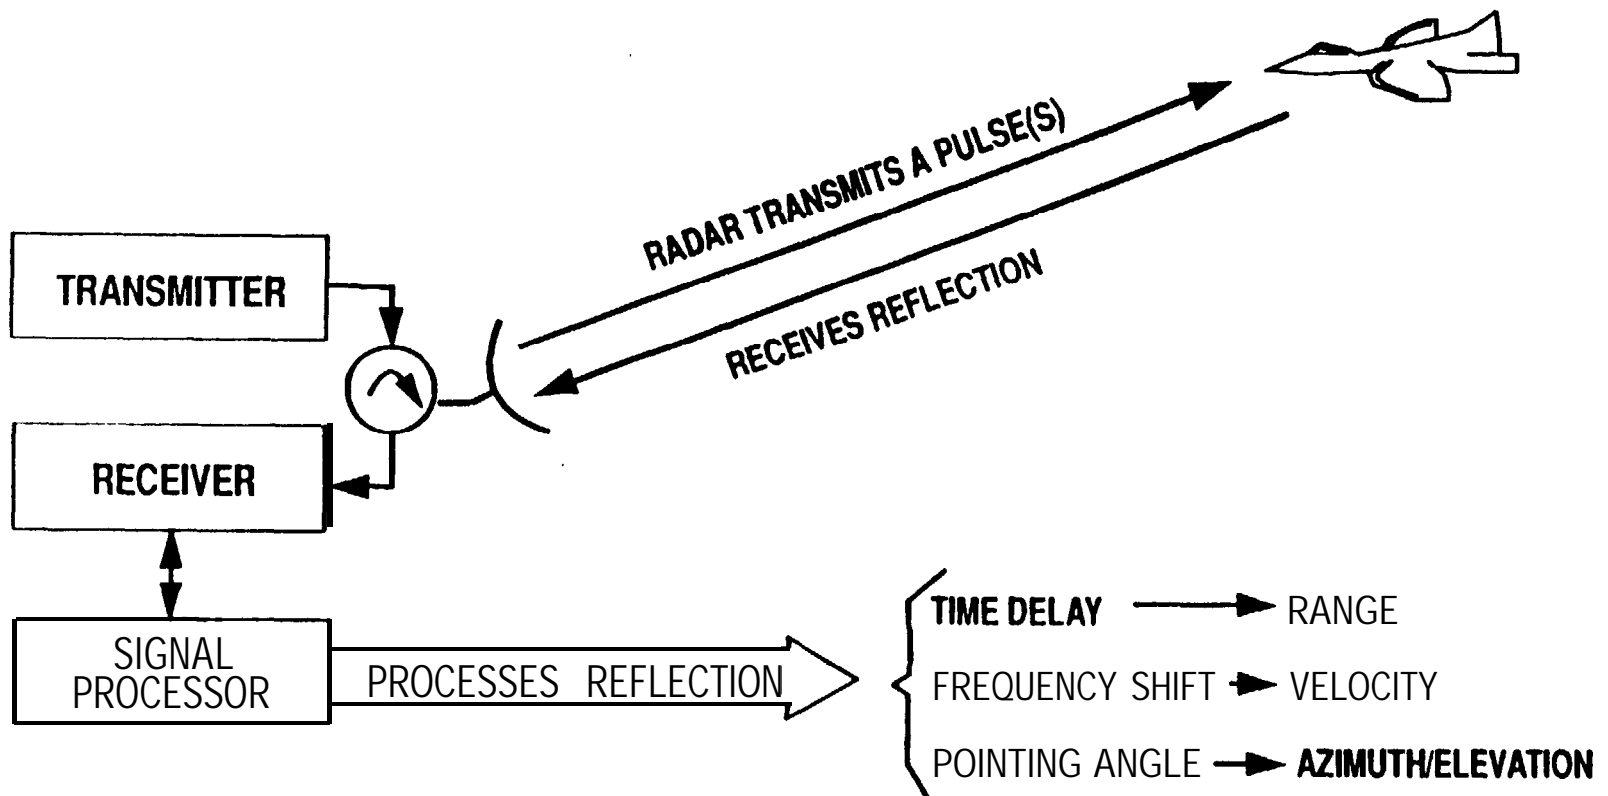 RADAR TRANSMITS A PULSE(S)
RECEIVES REFLECTION
TRANSMITTER
RECEIVER
SIGNAL
PROCESSOR
PROCESSES REFLECTION
TIME DELAY RANGE
FREQUENCY SHIFT VELOCITY
POINTING ANGLE AZIMUTH/ELEVATION